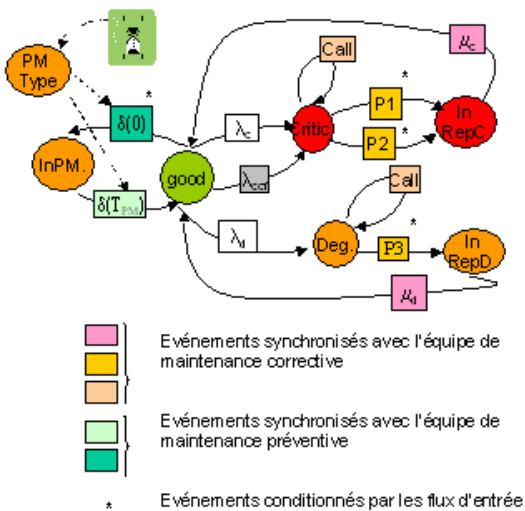 PM
Type
Call
μc
*
*
δ(0)
λc
Critic
P1
In
RepC
P2
*
InPM.
good
λccf
Call
δ(TPM)
*
λd
Deg.
P3
In
RepD
μd
Evénements synchronisés avec l'équipe de
maintenance corrective
Evénements synchronisés avec l'équipe de
maintenance préventive
* Evénements conditionnés par les flux d'entrée